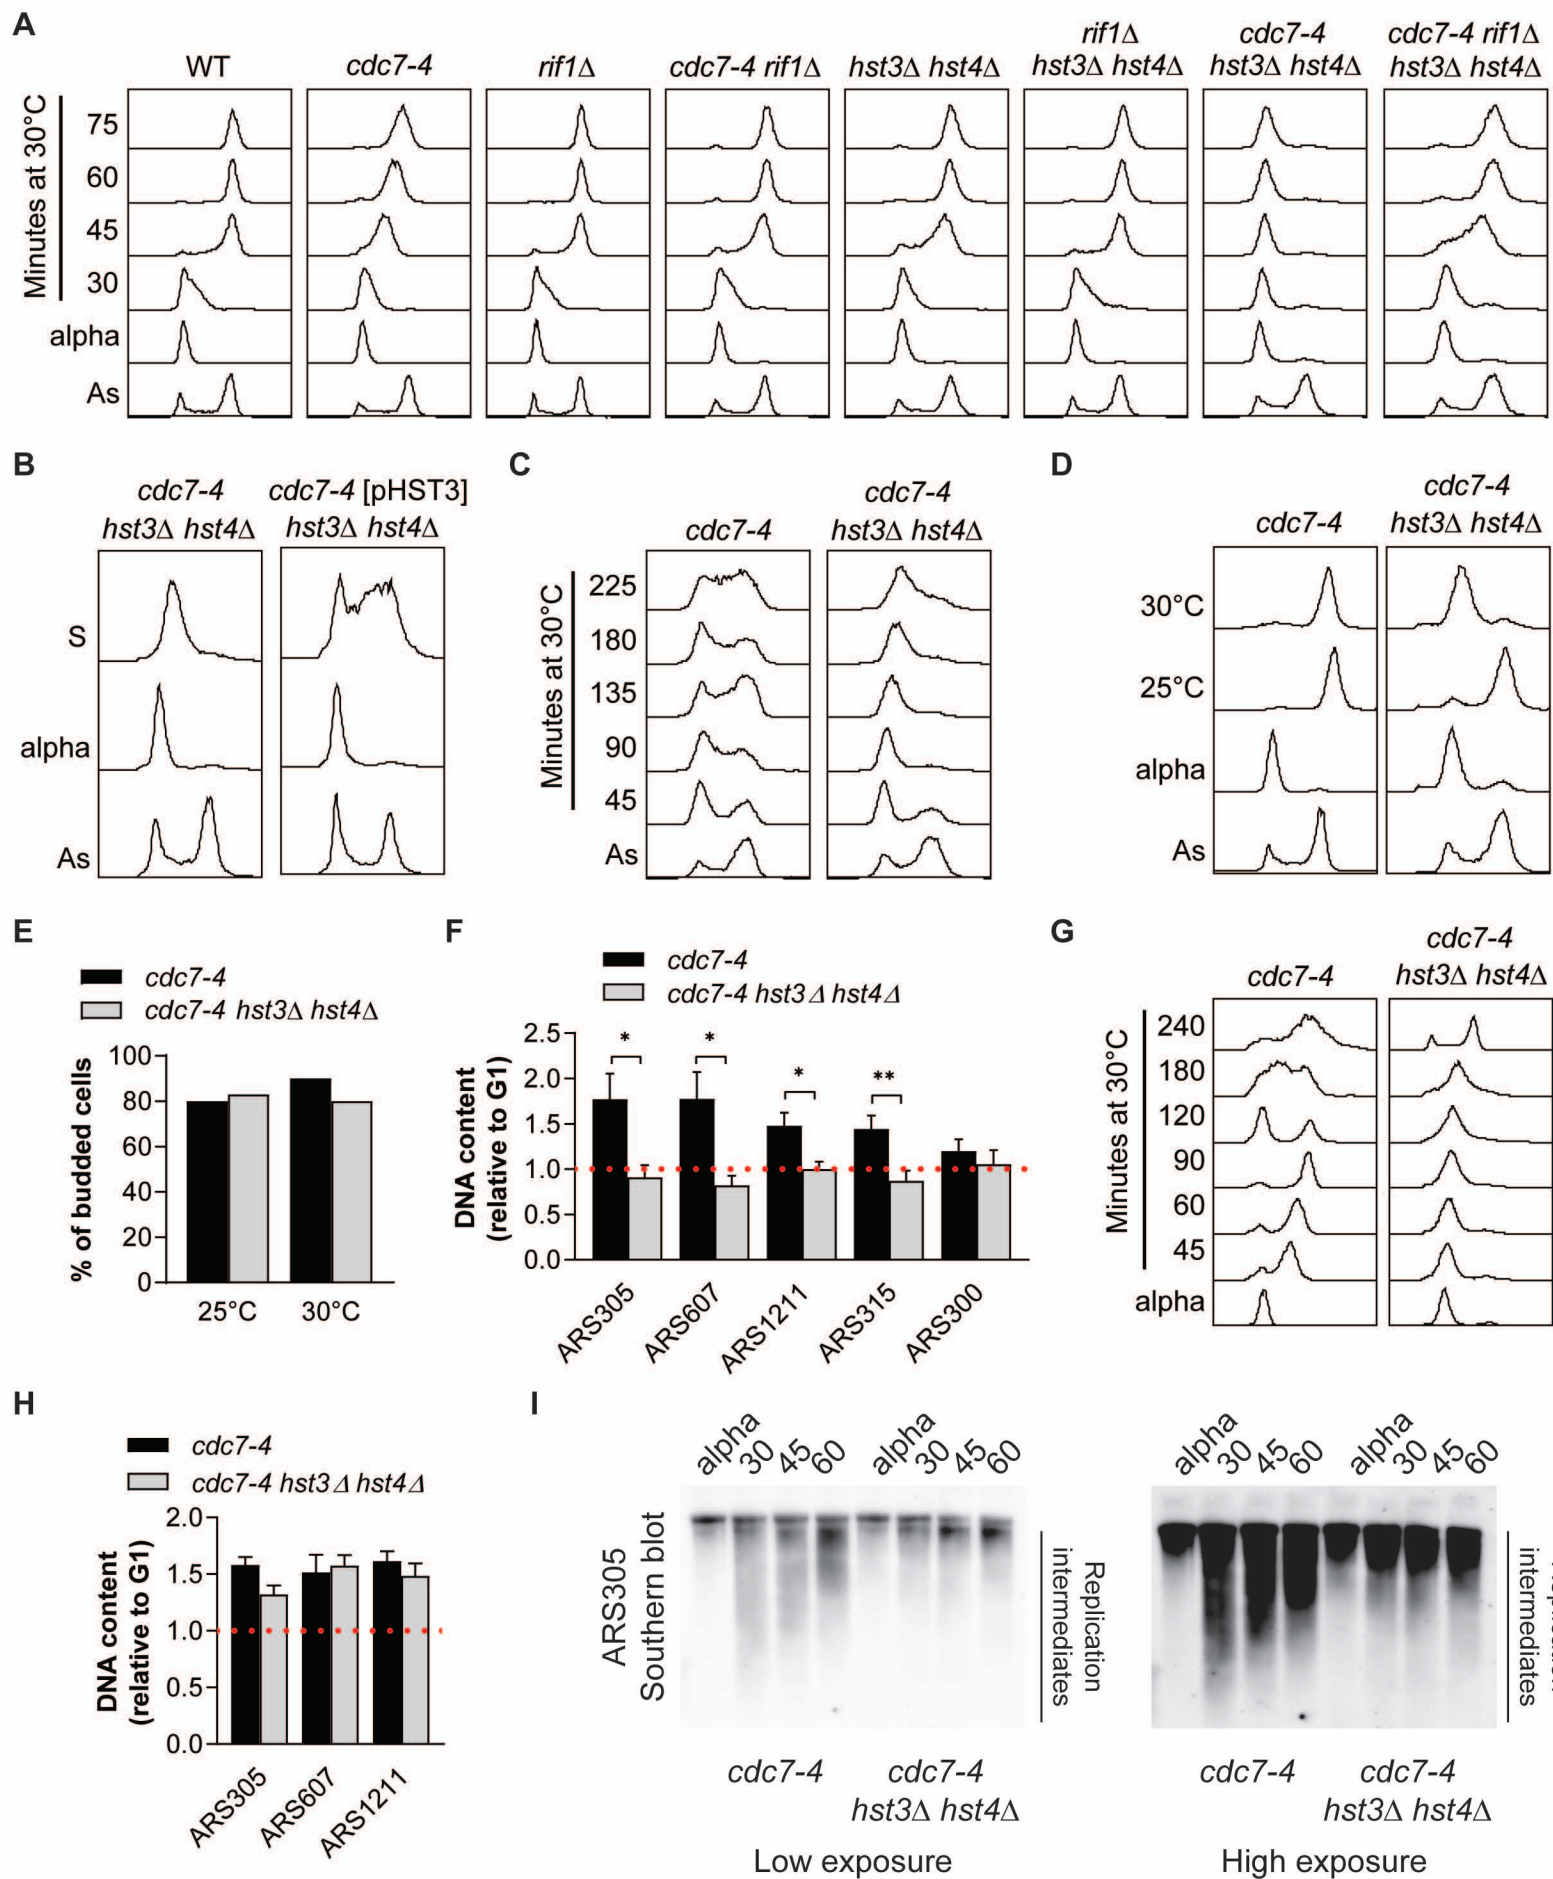 A
WT
cdc7-4
rif1Δ
cdc7-4 rif1Δ
hst3Δ hst4Δ
rif1Δ
hst3Δ hst4Δ
cdc7-4
hst3Δ hst4Δ
cdc7-4 rif1Δ
hst3Δ hst4Δ
Minutes at 30°C
75
60
45
30
alpha
As
B
cdc7-4
hst3Δ hst4Δ
cdc7-4 [pHST3]
hst3Δ hst4Δ
S
alpha
As
C
cdc7-4
cdc7-4
hst3Δ hst4Δ
Minutes at 30°C
225
180
135
90
45
As
D
cdc7-4
cdc7-4
hst3Δ hst4Δ
30°C
25°C
alpha
As
E
cdc7-4
cdc7-4 hst3Δ hst4Δ
% of budded cells
100
80
60
40
20
0
25°C
30°C
F
cdc7-4
cdc7-4 hst3Δ hst4Δ
DNA content
(relative to G1)
2.5
2.0
1.5
1.0
0.5
0.0
*
*
*
**
ARS305
ARS607
ARS1211
ARS315
ARS300
G
cdc7-4
cdc7-4
hst3Δ hst4Δ
Minutes at 30°C
240
180
120
90
60
45
alpha
H
cdc7-4
cdc7-4 hst3Δ hst4Δ
DNA content
(relative to G1)
2.0
1.5
1.0
0.5
0.0
ARS305
ARS607
ARS1211
I
alpha
30
45
60
alpha
30
45
60
ARS305
Southern blot
Replication
intermediates
cdc7-4
cdc7-4
hst3Δ hst4Δ
Low exposure
alpha
30
45
60
alpha
30
45
60
intermediates
cdc7-4
cdc7-4
hst3Δ hst4Δ
High exposure